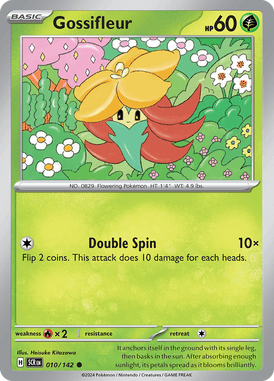 BASIC
Gossifleur
HP60
NO. 0829 Flowering Pokémon HT: 1'4" WT: 4.9 lbs.
Double Spin 10×
Flip 2 coins. This attack does 10 damage for each heads.
weakness ×2 resistance retreat
Illus. Haisuke Kitazawa
H SCR EN 010/142
It anchors itself in the ground with its single leg,
then basks in the sun. After absorbing enough
sunlight, its petals spread as it blooms brilliantly.
©2024 Pokémon / Nintendo / Creatures / GAME FREAK